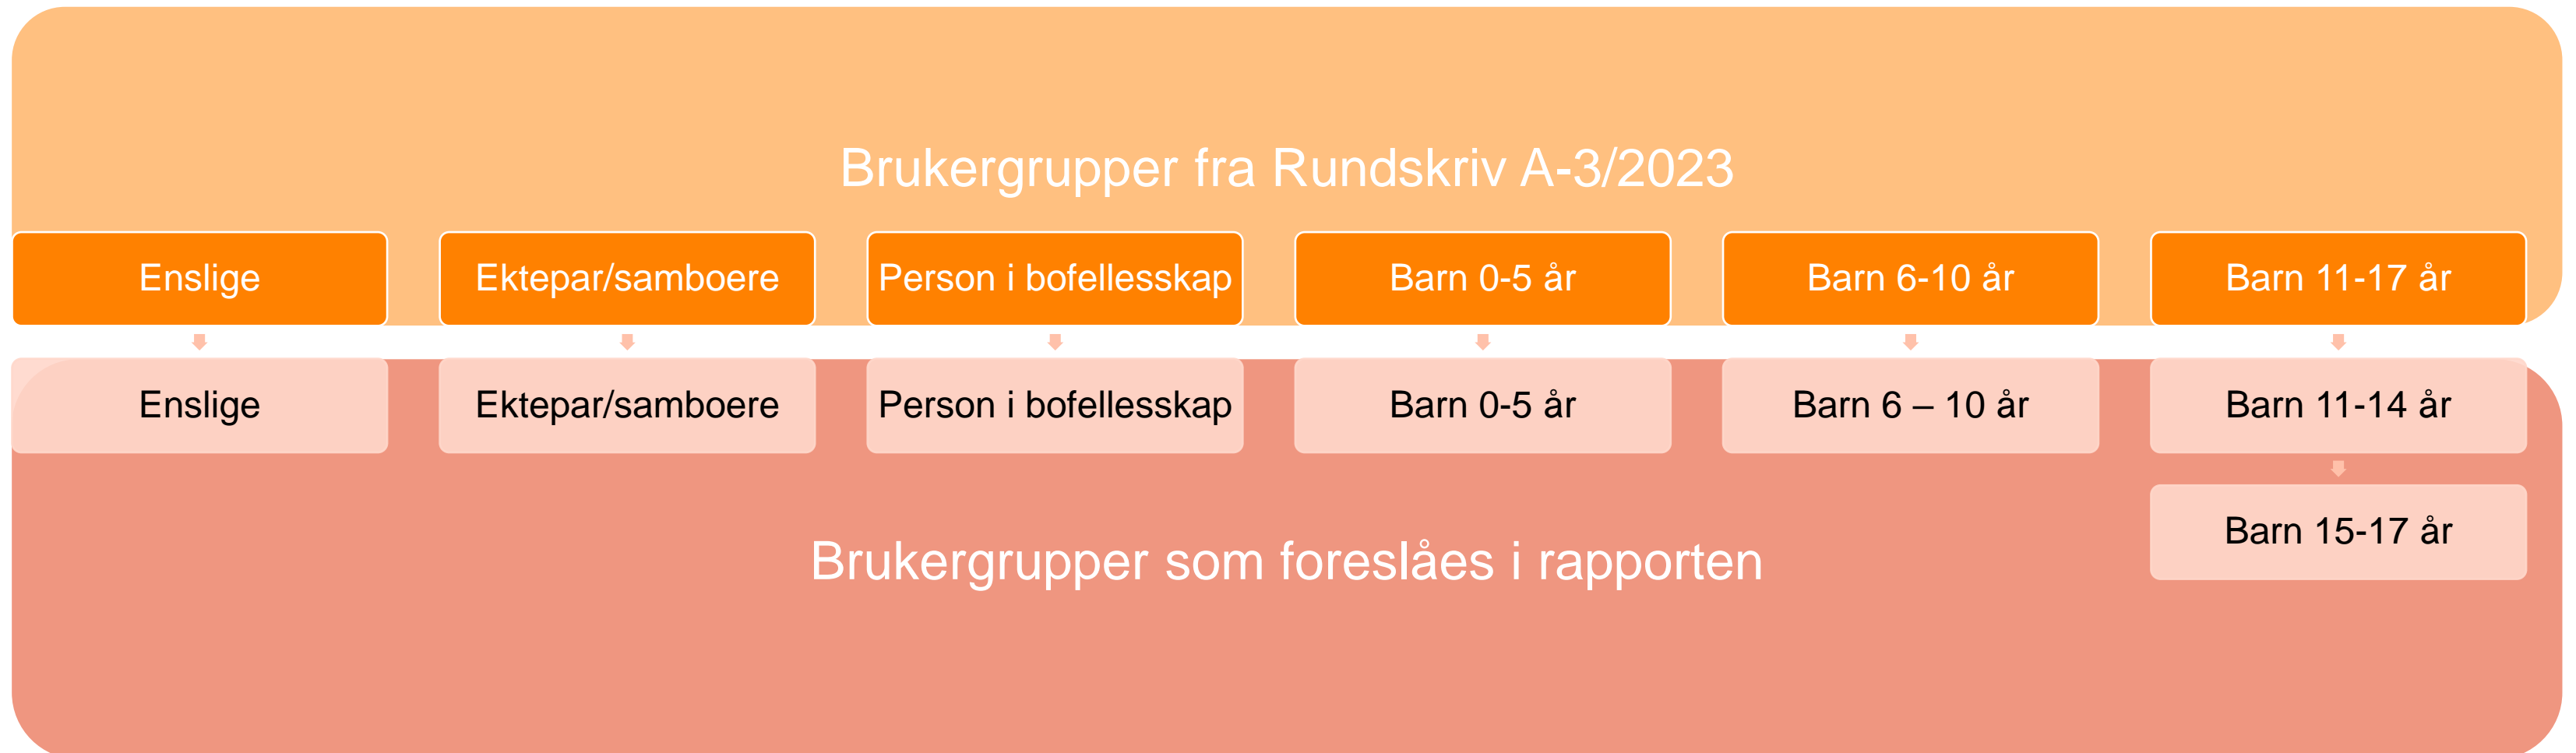 Brukergrupper fra Rundskriv A-3/2023
Enslige
Ektepar/samboere
Person i bofellesskap
Barn 0-5 år
Barn 6-10 år
Barn 11-17 år
Enslige
Ektepar/samboere
Person i bofellesskap
Barn 0-5 år
Barn 6 – 10 år
Barn 11-14 år
Barn 15-17 år
Brukergrupper som foreslåes i rapporten